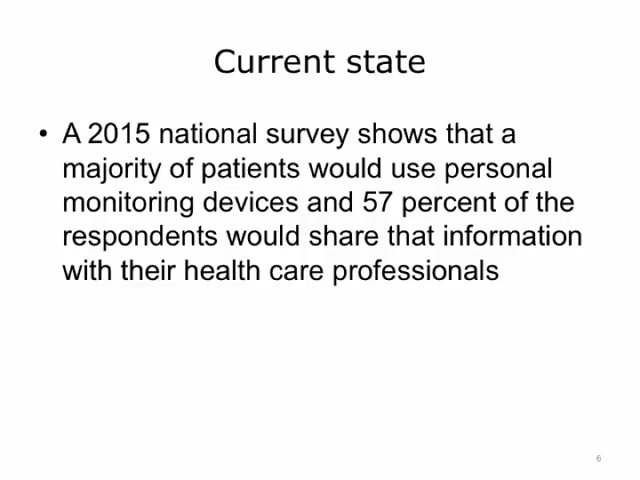 Current state
• A 2015 national survey shows that a
majority of patients would use personal
monitoring devices and 57 percent of the
respondents would share that information
with their health care professionals
6